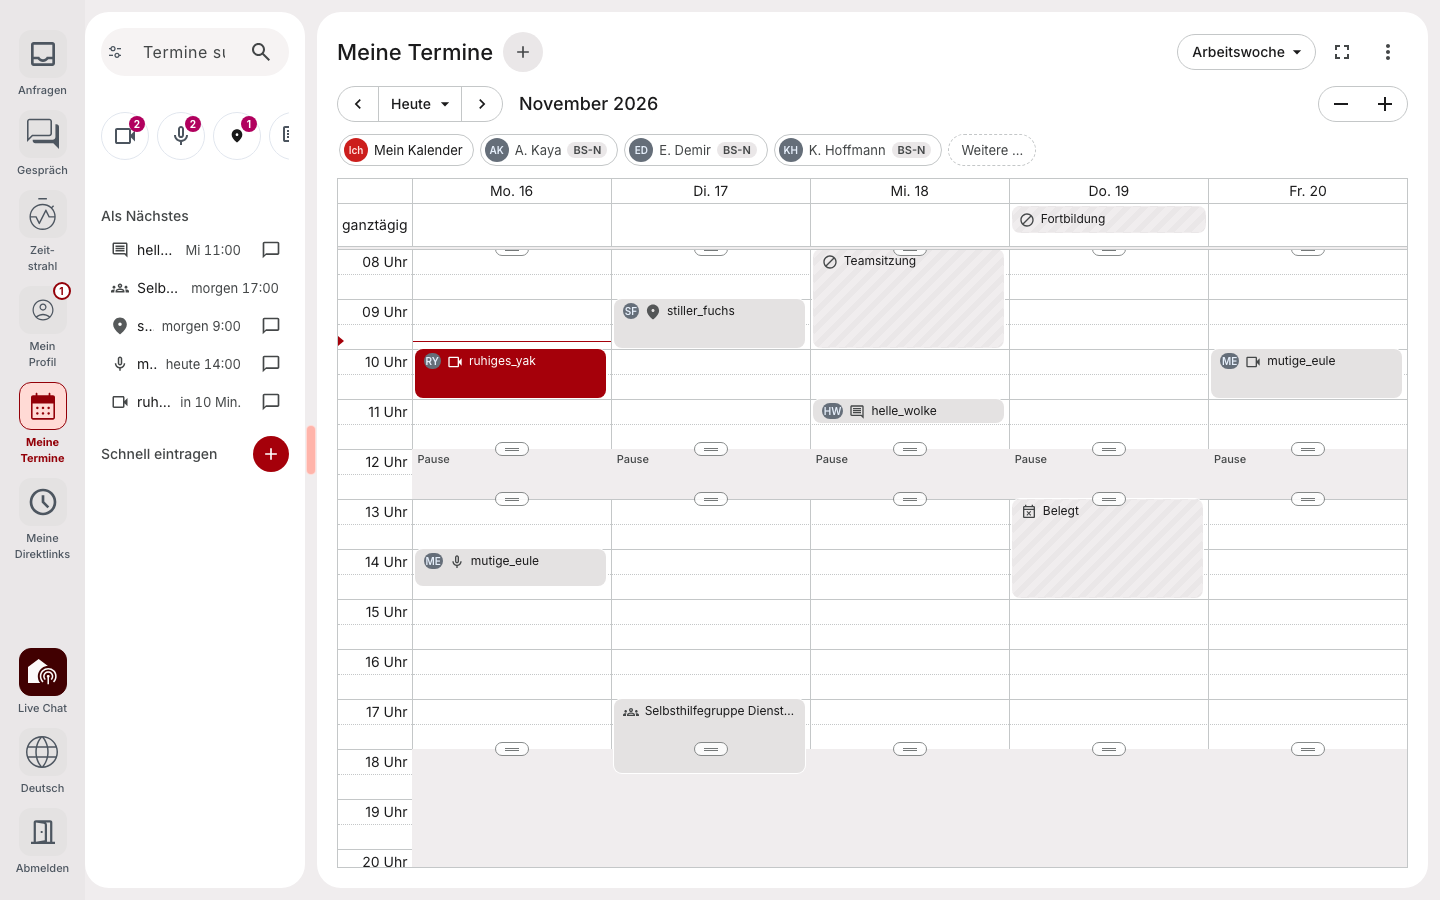 Anfragen
Gespräch
Zeit-
strahl
1
Mein
Profil
Meine
Termine
Meine
Direktlinks
Live Chat
Deutsch
Abmelden
Termine su
2
2
1
Als Nächstes
hell... Mi 11:00
Selb... morgen 17:00
s.. morgen 9:00
m.. heute 14:00
ruh... in 10 Min.
Schnell eintragen
Meine Termine
Arbeitswoche
Heute
November 2026
Ich Mein Kalender
AK A. Kaya BS-N
ED E. Demir BS-N
KH K. Hoffmann BS-N
Weitere ...
Mo. 16
Di. 17
Mi. 18
Do. 19
Fr. 20
ganztägig
Fortbildung
08 Uhr
Teamsitzung
09 Uhr
SF stiller_fuchs
10 Uhr
RY ruhiges_yak
ME mutige_eule
11 Uhr
HW helle_wolke
12 Uhr
Pause
Pause
Pause
Pause
Pause
13 Uhr
Belegt
14 Uhr
ME mutige_eule
15 Uhr
16 Uhr
17 Uhr
Selbsthilfegruppe Dienst...
18 Uhr
19 Uhr
20 Uhr